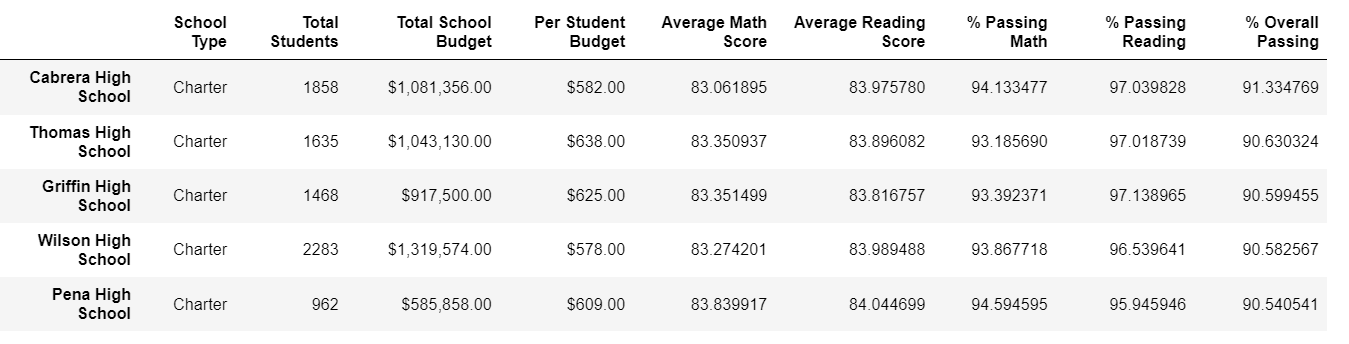 School Total Total School Per Student Average Math Average Reading % Passing % Passing % Overall
Type Students Budget Budget Score Score Math Reading Passing
Cabrera High
School Charter 1858 $1,081,356.00 $582.00 83.061895 83.975780 94.133477 97.039828 91.334769
Thomas High
School Charter 1635 $1,043,130.00 $638.00 83.350937 83.896082 93.185690 97.018739 90.630324
Griffin High
School Charter 1468 $917,500.00 $625.00 83.351499 83.816757 93.392371 97.138965 90.599455
Wilson High
School Charter 2283 $1,319,574.00 $578.00 83.274201 83.989488 93.867718 96.539641 90.582567
Pena High
School Charter 962 $585,858.00 $609.00 83.839917 84.044699 94.594595 95.945946 90.540541